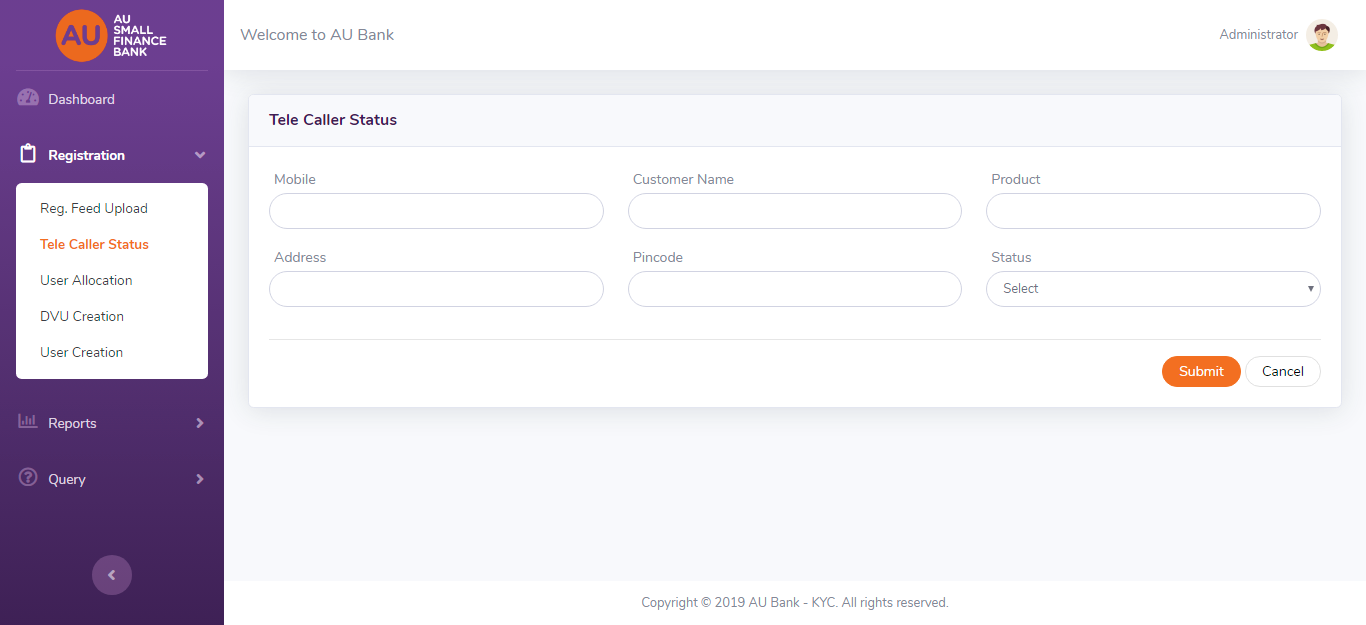 AU
AU
SMALL
FINANCE
BANK
Welcome to AU Bank
Administrator
Dashboard
Registration
Reg. Feed Upload
Tele Caller Status
User Allocation
DVU Creation
User Creation
Reports
Query
Tele Caller Status
Mobile
Customer Name
Product
Address
Pincode
Status
Select
Submit
Cancel
Copyright © 2019 AU Bank - KYC. All rights reserved.